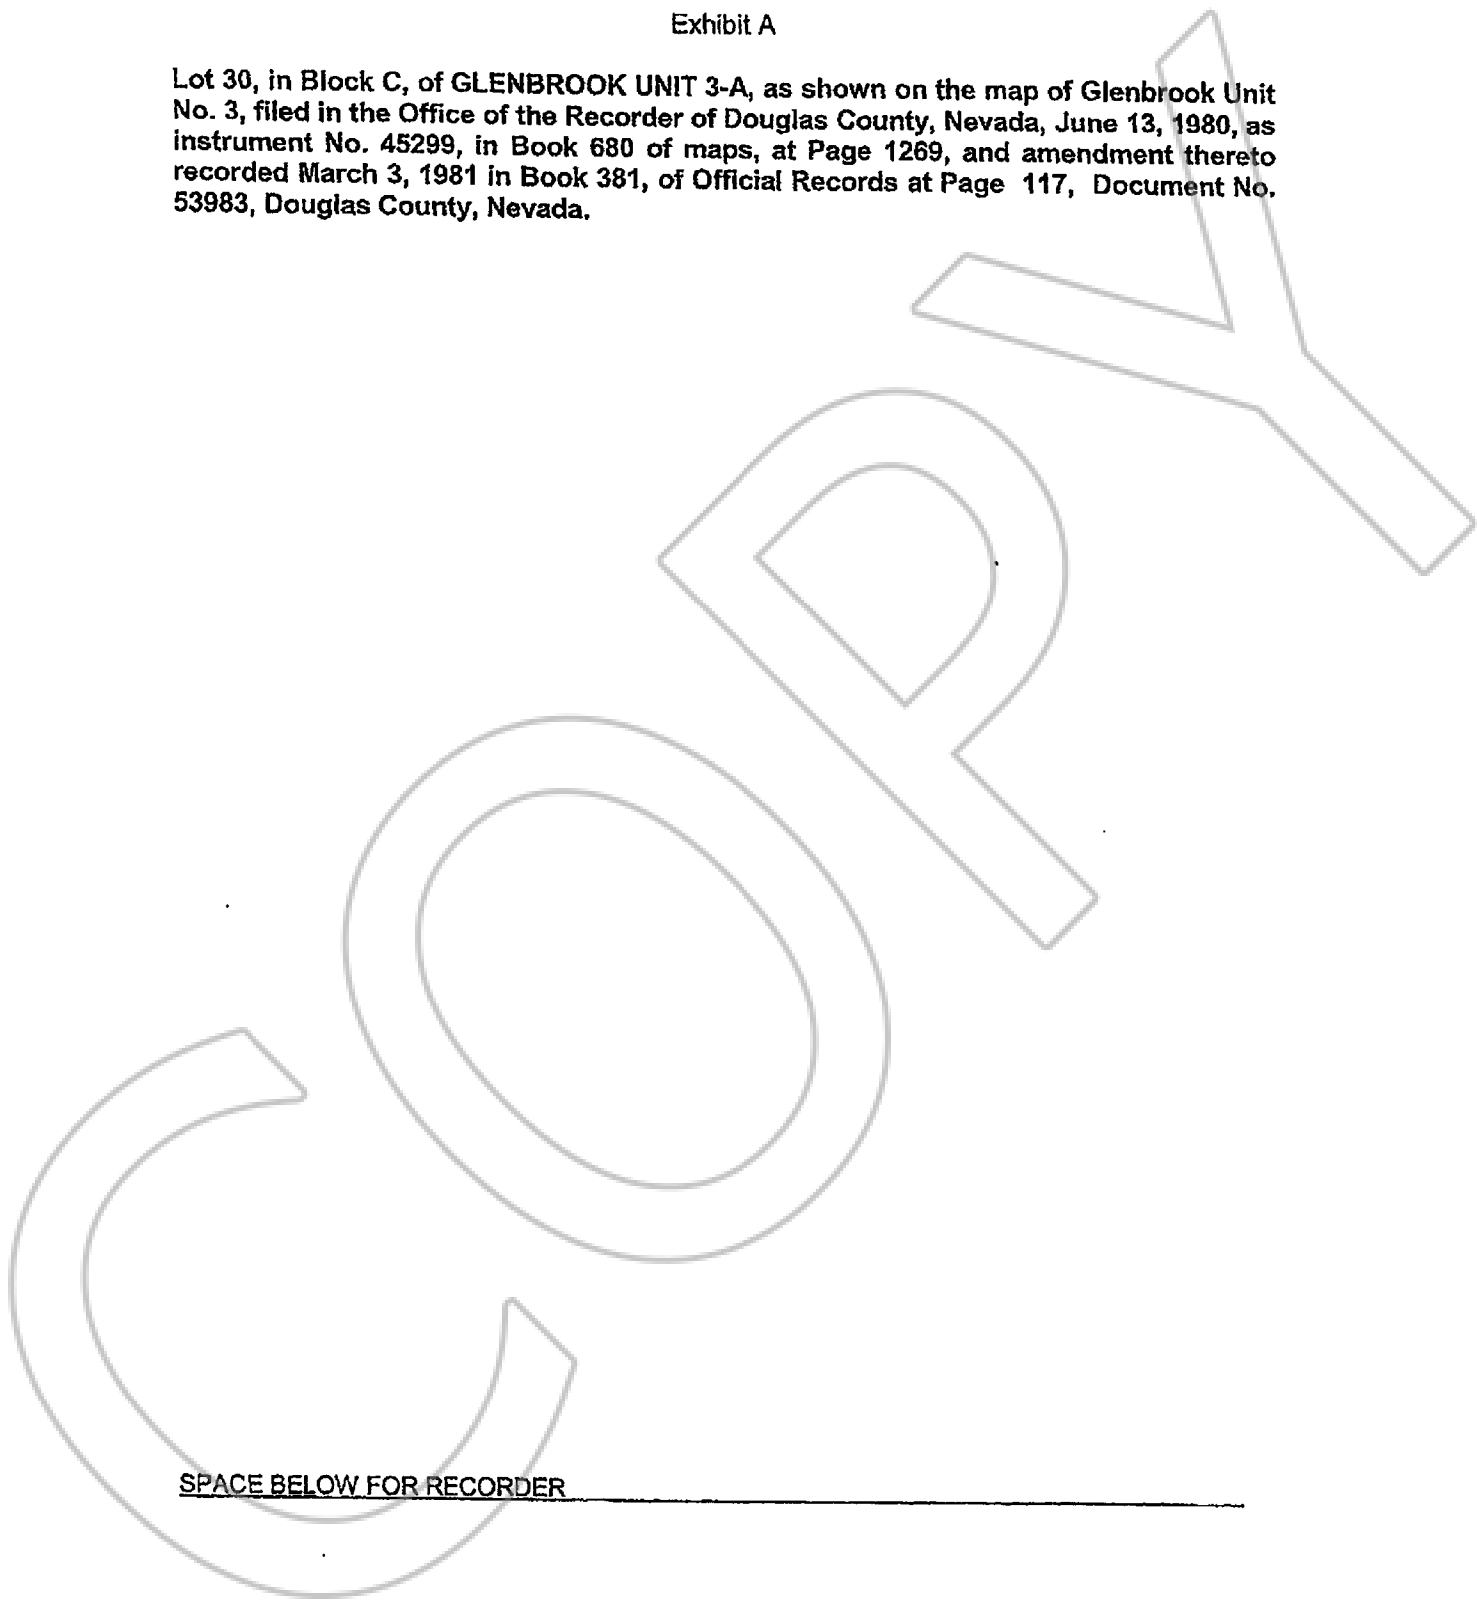 Exhibit A
Lot 30, in Block C, of GLENBROOK UNIT 3-A, as shown on the map of Glenbrook Unit
No. 3, filed in the Office of the Recorder of Douglas County, Nevada, June 13, 1980, as
instrument No. 45299, in Book 680 of maps, at Page 1269, and amendment thereto
recorded March 3, 1981 in Book 381, of Official Records at Page 117, Document No.
53983, Douglas County, Nevada.
COPY
SPACE BELOW FOR RECORDER